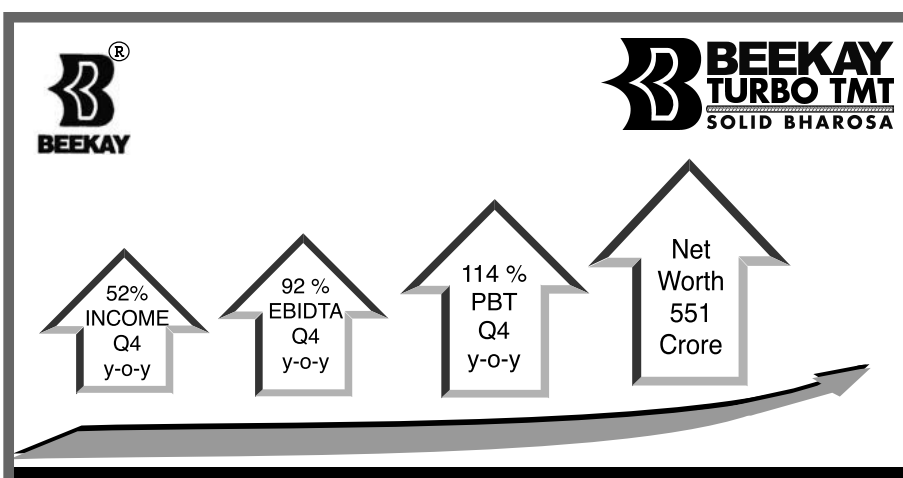 ®
BEEKAY
BEEKAY
TURBO TMT
SOLID BHAROSA
52%
INCOME
Q4
y-o-y
92 %
EBIDTA
Q4
y-o-y
114 %
PBT
Q4
y-o-y
Net
Worth
551
Crore